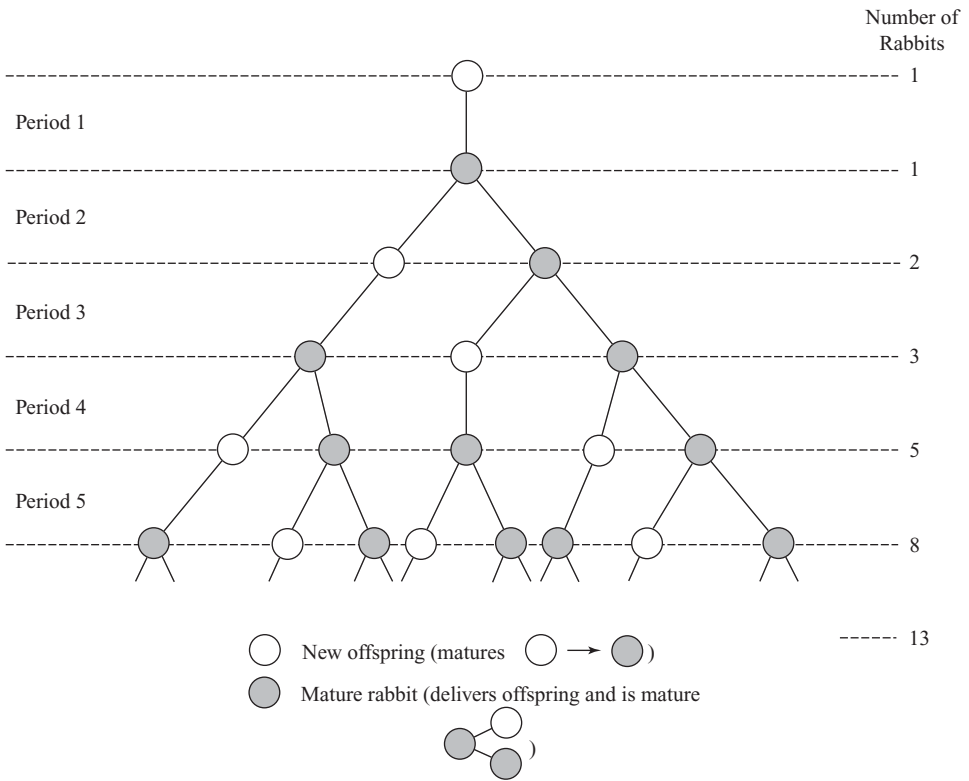 Number of
Rabbits
1
Period 1
1
Period 2
2
Period 3
3
Period 4
5
Period 5
8
13
New offspring (matures )
Mature rabbit (delivers offspring and is mature
)